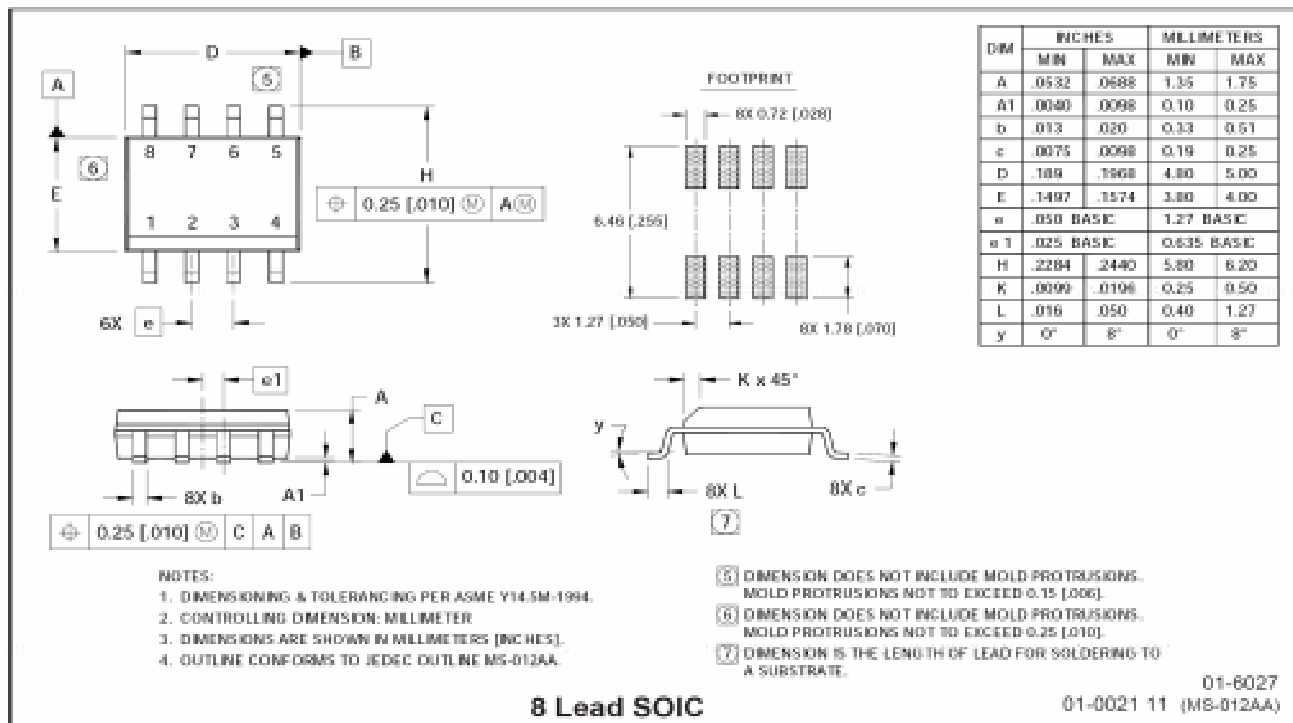 D
B
5
A
8 7 6 5
6
E
H
0.25 [.010] M A M
1 2 3 4
6X e
FOOTPRINT
8X 0.72 [.028]
6.46 [.255]
3X 1.27 [.050]
8X 1.78 [.070]
DIM INCHES MILLIMETERS
MIN MAX MIN MAX
A .0532 .0688 1.35 1.75
A1 .0040 .0098 0.10 0.25
b .013 .020 0.33 0.51
c .0075 .0098 0.19 0.25
D .189 .1968 4.80 5.00
E .1497 .1574 3.80 4.00
e .050 BASIC 1.27 BASIC
e 1 .025 BASIC 0.635 BASIC
H .2284 .2440 5.80 6.20
K .0099 .0196 0.25 0.50
L .016 .050 0.40 1.27
y 0° 8° 0° 8°
e1
A
C
0.10 [.004]
8X b
A1
0.25 [.010] M C A B
K x 45°
y
8X L
8X c
7
NOTES:
1. DIMENSIONING & TOLERANCING PER ASME Y14.5M-1994.
2. CONTROLLING DIMENSION: MILLIMETER
3. DIMENSIONS ARE SHOWN IN MILLIMETERS [INCHES].
4. OUTLINE CONFORMS TO JEDEC OUTLINE MS-012AA.
5 DIMENSION DOES NOT INCLUDE MOLD PROTRUSIONS.
MOLD PROTRUSIONS NOT TO EXCEED 0.15 [.006].
6 DIMENSION DOES NOT INCLUDE MOLD PROTRUSIONS.
MOLD PROTRUSIONS NOT TO EXCEED 0.25 [.010].
7 DIMENSION IS THE LENGTH OF LEAD FOR SOLDERING TO
A SUBSTRATE.
8 Lead SOIC
01-6027
01-0021 11 (MS-012AA)